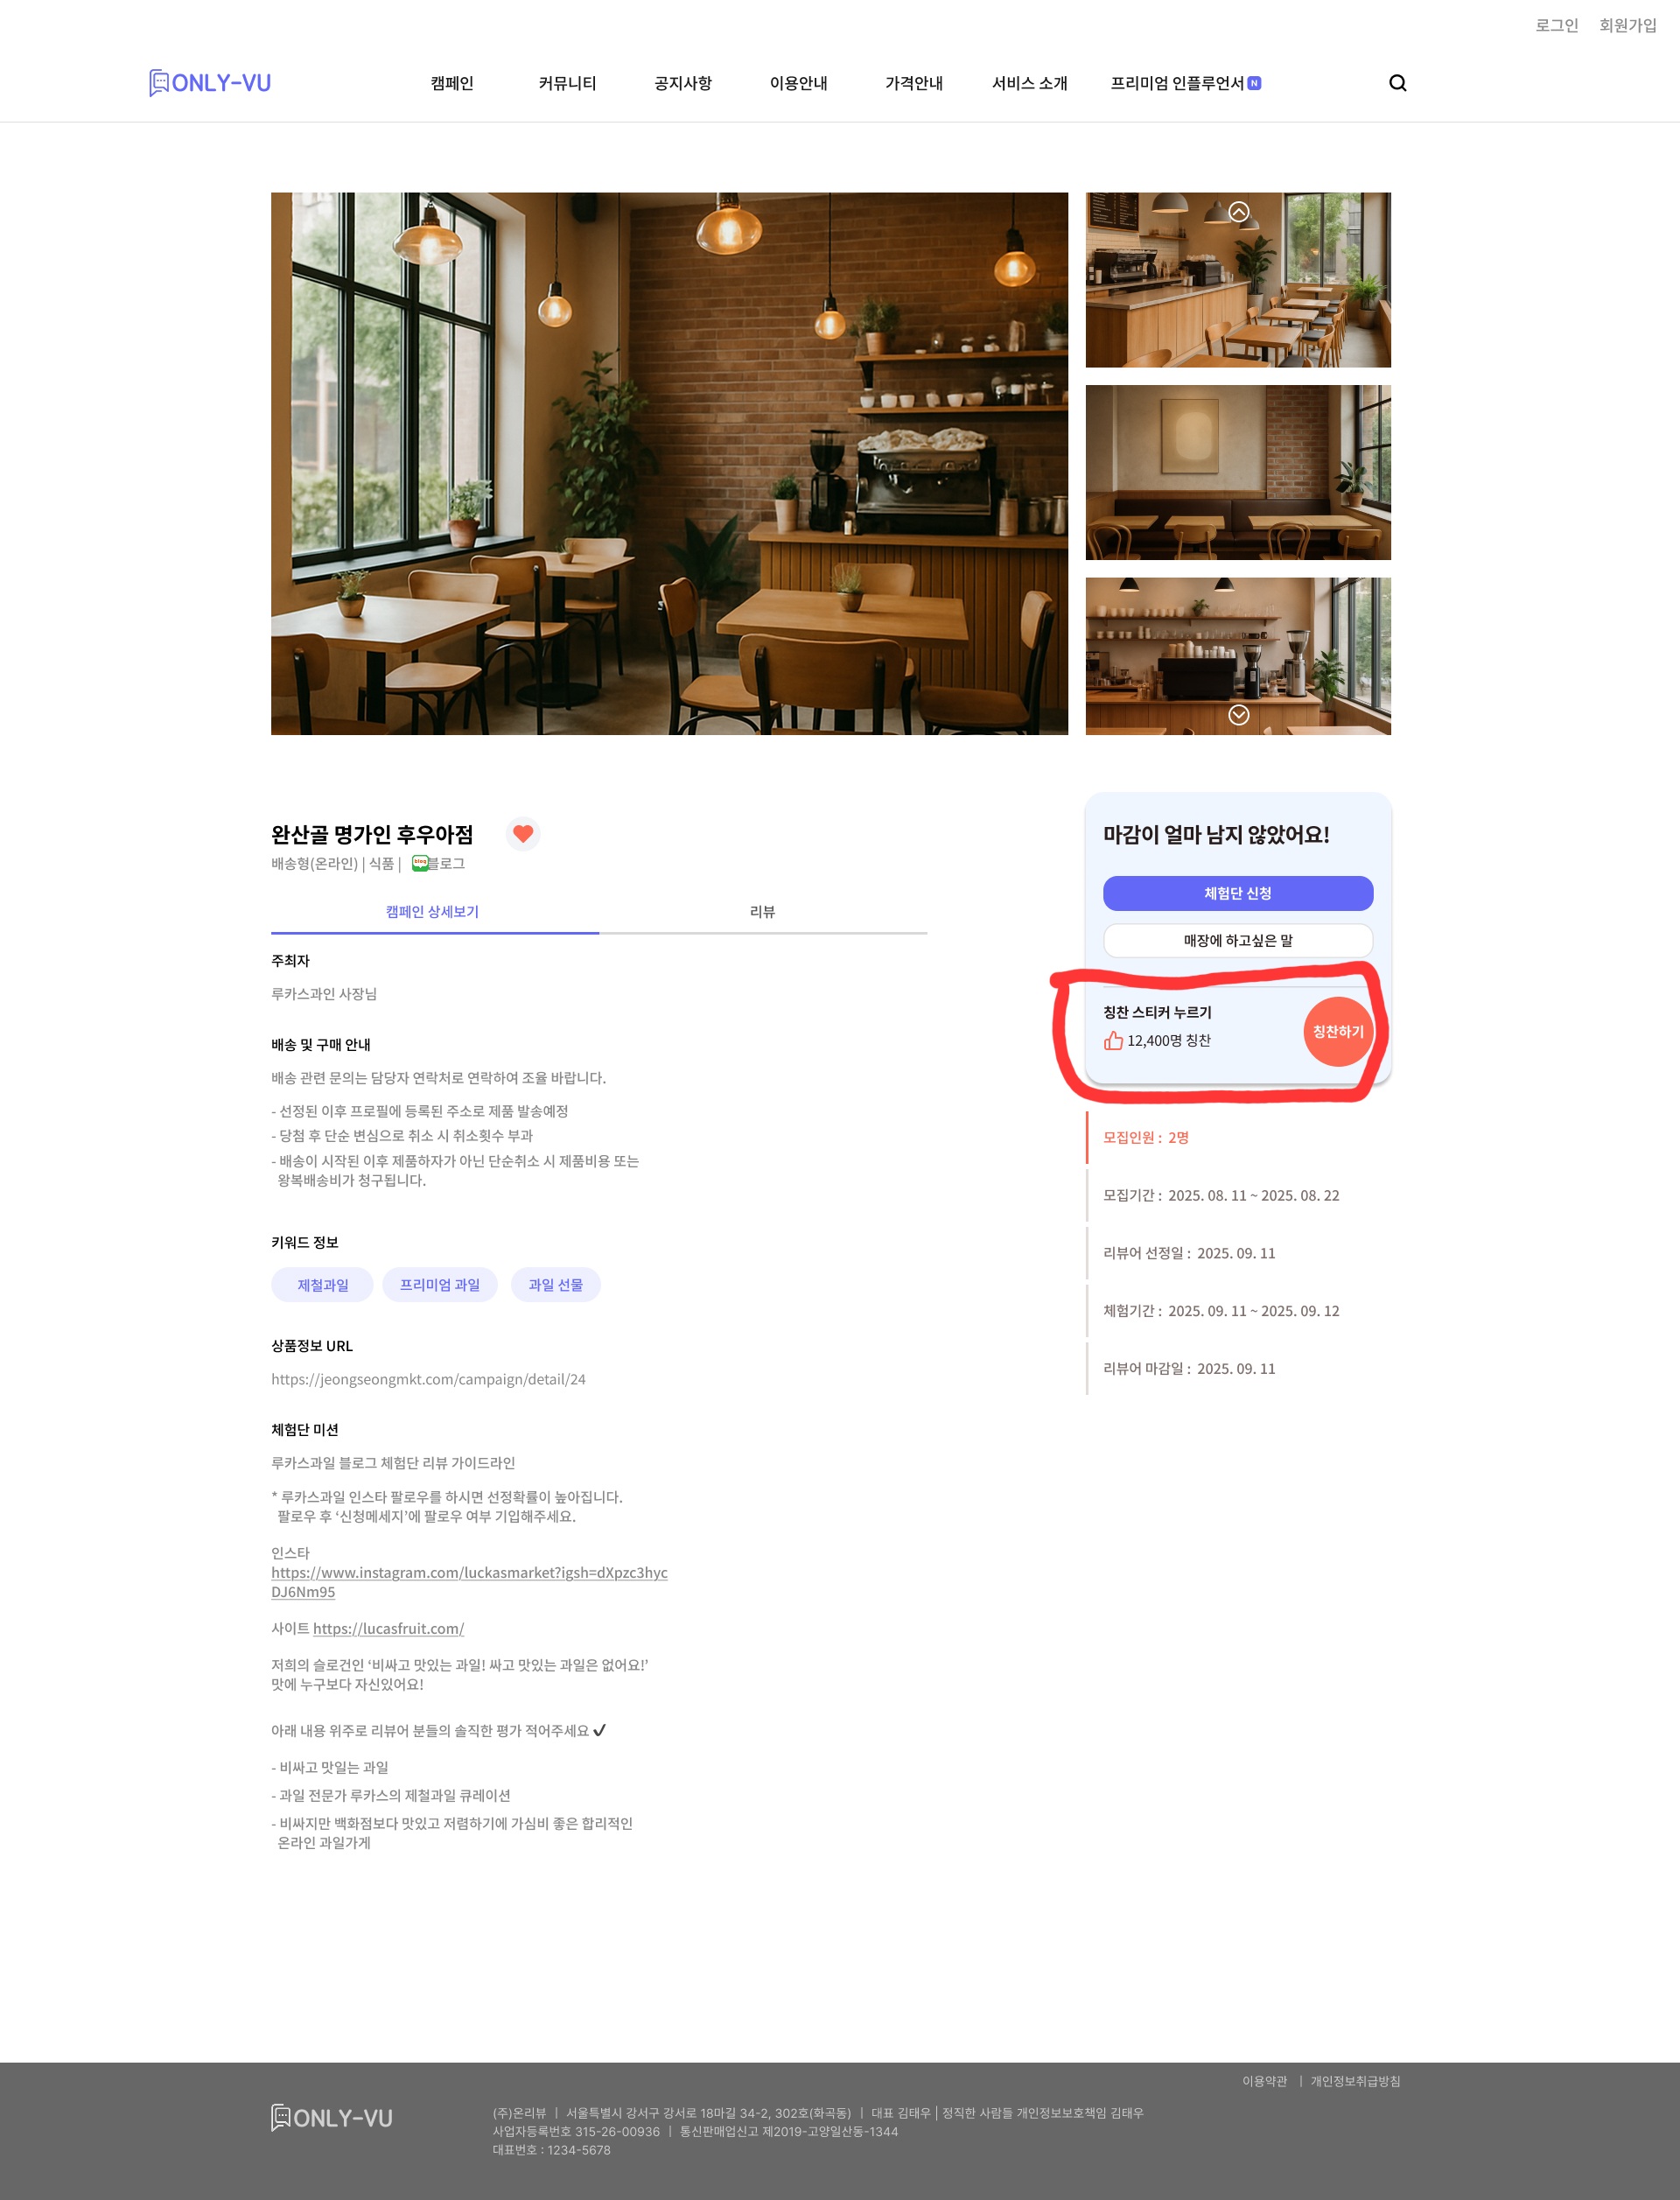 로그인 회원가입
ONLY-VU
캠페인 커뮤니티 공지사항 이용안내 가격안내 서비스 소개 프리미엄 인플루언서 N
완산골 명가인 후우아점
배송형(온라인) | 식품 | blog 블로그
캠페인 상세보기 리뷰
주최자
루카스과인 사장님
배송 및 구매 안내
배송 관련 문의는 담당자 연락처로 연락하여 조율 바랍니다.
- 선정된 이후 프로필에 등록된 주소로 제품 발송예정
- 당첨 후 단순 변심으로 취소 시 취소횟수 부과
- 배송이 시작된 이후 제품하자가 아닌 단순취소 시 제품비용 또는
왕복배송비가 청구됩니다.
키워드 정보
제철과일 프리미엄 과일 과일 선물
상품정보 URL
https://jeongseongmkt.com/campaign/detail/24
체험단 미션
루카스과일 블로그 체험단 리뷰 가이드라인
* 루카스과일 인스타 팔로우를 하시면 선정확률이 높아집니다.
팔로우 후 ‘신청메세지’에 팔로우 여부 기입해주세요.
인스타
https://www.instagram.com/luckasmarket?igsh=dXpzc3hyc
DJ6Nm95
사이트 https://lucasfruit.com/
저희의 슬로건인 ‘비싸고 맛있는 과일! 싸고 맛있는 과일은 없어요!’
맛에 누구보다 자신있어요!
아래 내용 위주로 리뷰어 분들의 솔직한 평가 적어주세요 ✔
- 비싸고 맛일는 과일
- 과일 전문가 루카스의 제철과일 큐레이션
- 비싸지만 백화점보다 맛있고 저렴하기에 가심비 좋은 합리적인
온라인 과일가게
마감이 얼마 남지 않았어요!
체험단 신청
매장에 하고싶은 말
칭찬 스티커 누르기
12,400명 칭찬
칭찬하기
모집인원 : 2명
모집기간 : 2025. 08. 11 ~ 2025. 08. 22
리뷰어 선정일 : 2025. 09. 11
체험기간 : 2025. 09. 11 ~ 2025. 09. 12
리뷰어 마감일 : 2025. 09. 11
이용약관 | 개인정보취급방침
ONLY-VU
(주)온리뷰 | 서울특별시 강서구 강서로 18마길 34-2, 302호(화곡동) | 대표 김태우 | 정직한 사람들 개인정보보호책임 김태우
사업자등록번호 315-26-00936 | 통신판매업신고 제2019-고양일산동-1344
대표번호 : 1234-5678